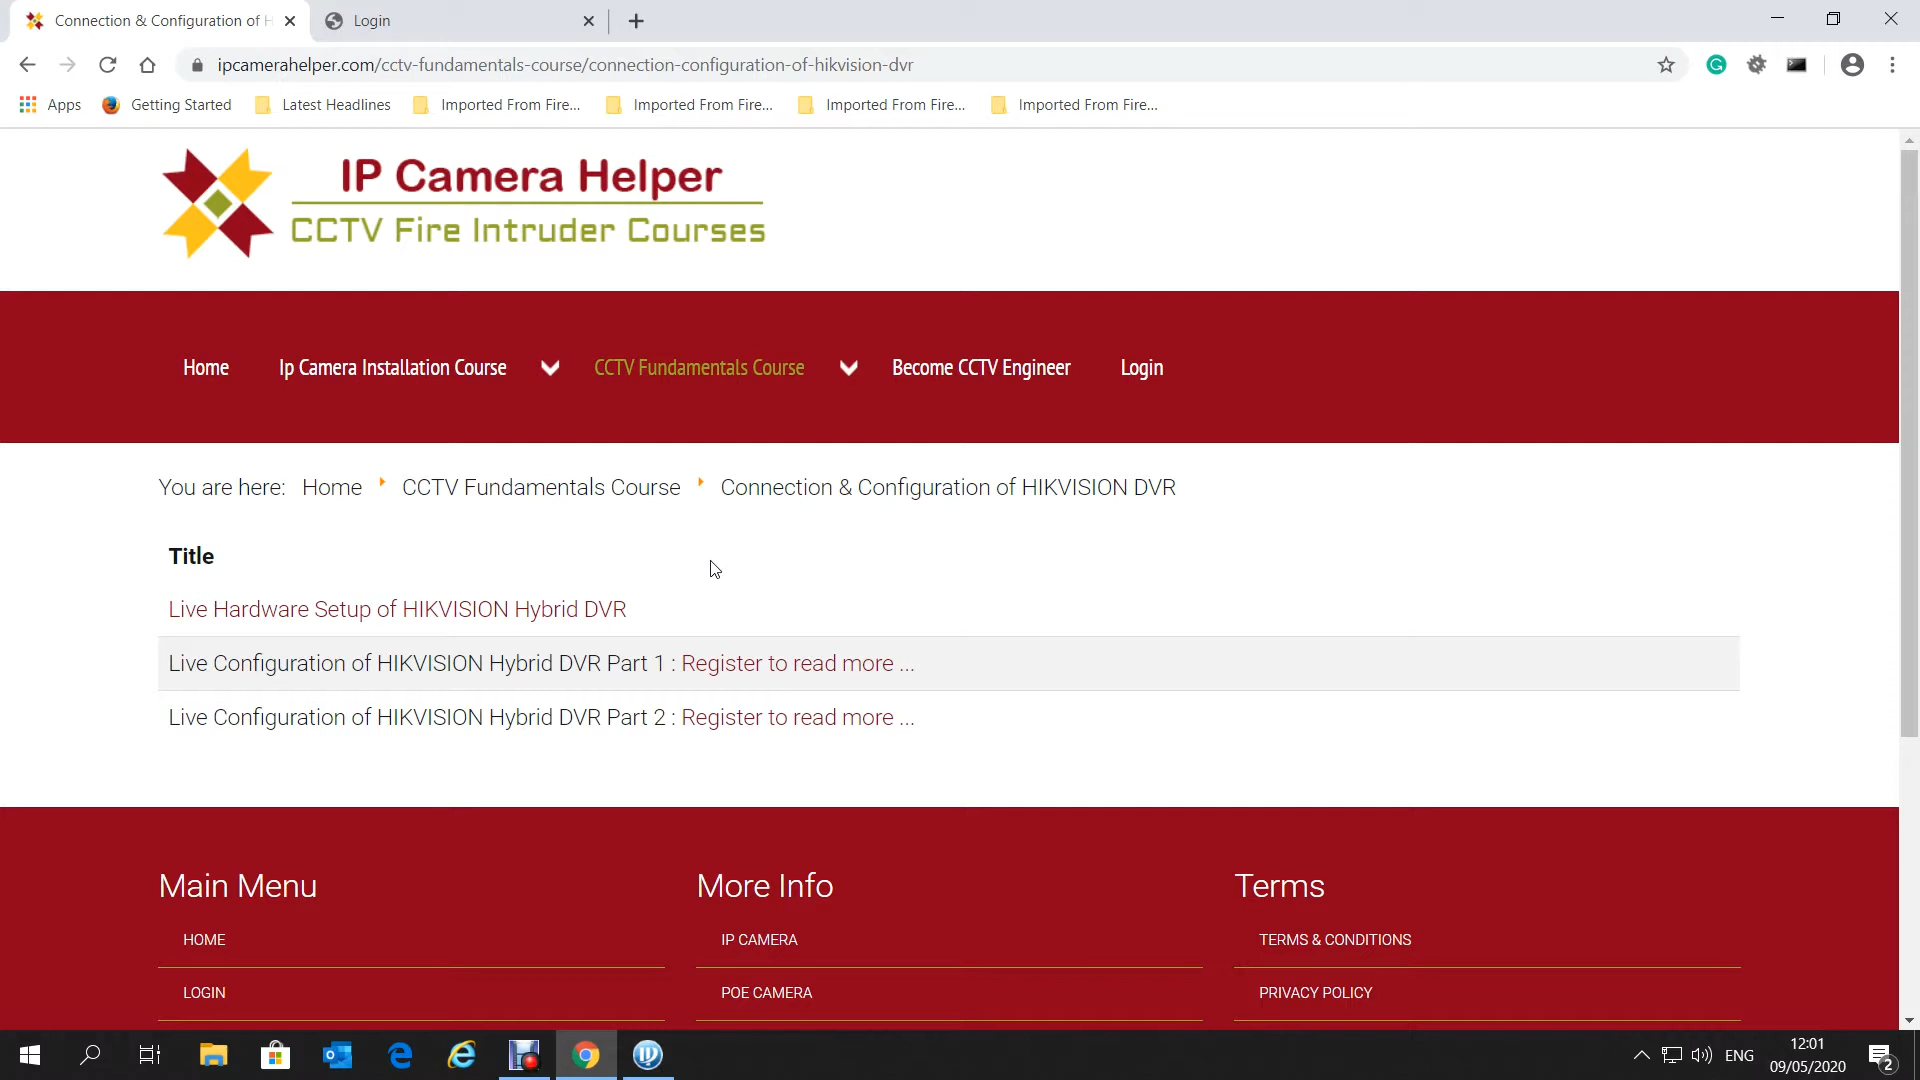 Connection & Configuration of H
Login
ipcamerahelper.com/cctv-fundamentals-course/connection-configuration-of-hikvision-dvr
Apps Getting Started Latest Headlines Imported From Fire... Imported From Fire... Imported From Fire... Imported From Fire...
IP Camera Helper
CCTV Fire Intruder Courses
Home Ip Camera Installation Course CCTV Fundamentals Course Become CCTV Engineer Login
You are here: Home CCTV Fundamentals Course Connection & Configuration of HIKVISION DVR
Title
Live Hardware Setup of HIKVISION Hybrid DVR
Live Configuration of HIKVISION Hybrid DVR Part 1 : Register to read more ...
Live Configuration of HIKVISION Hybrid DVR Part 2 : Register to read more ...
Main Menu
HOME
LOGIN
More Info
IP CAMERA
POE CAMERA
Terms
TERMS & CONDITIONS
PRIVACY POLICY
ENG
12:01
09/05/2020
2